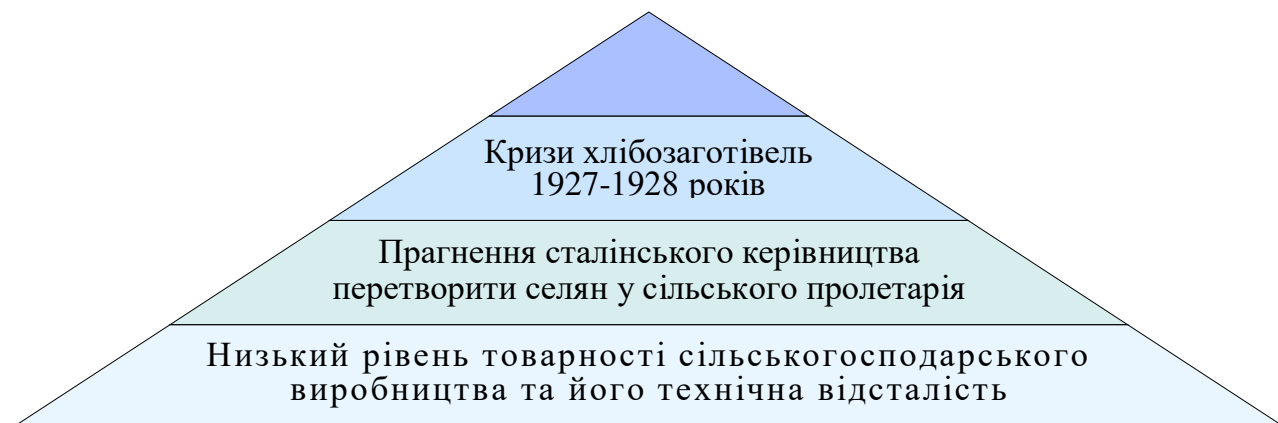 Кризи хлібозаготівель
1927-1928 років
Прагнення сталінського керівництва
перетворити селян у сільського пролетарія
Низький рівень товарності сільськогосподарського
виробництва та його технічна відсталість